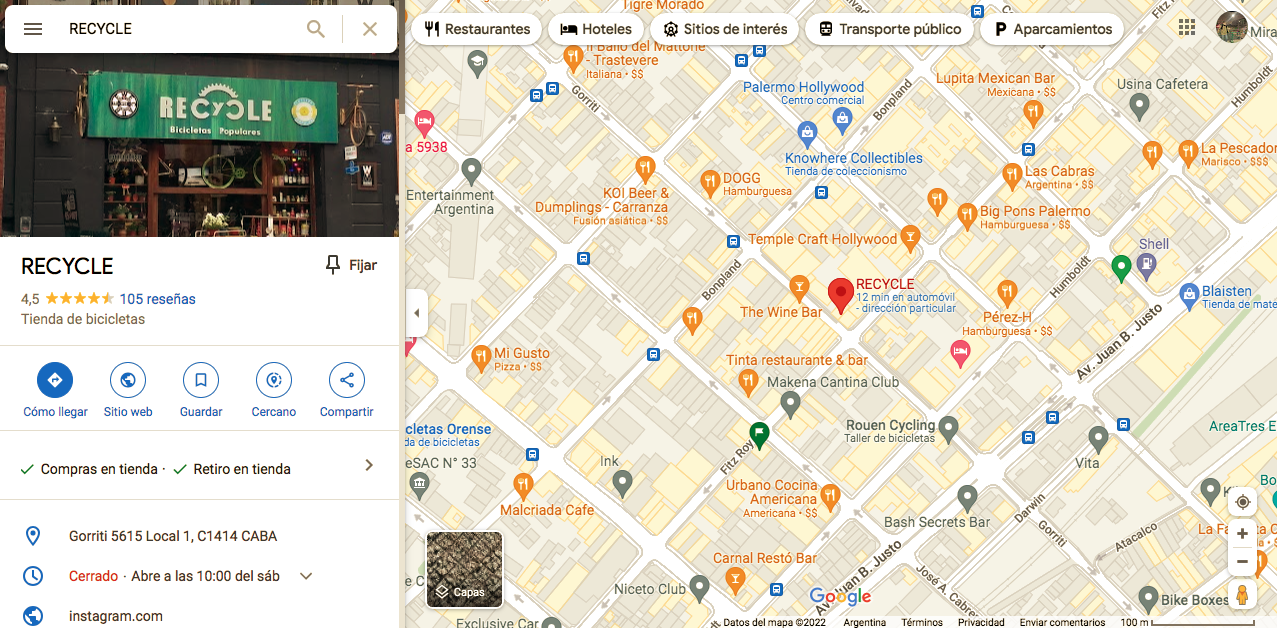 RECYCLE
RECYCLE
Bicicletas Populares
RECYCLE
Fijar
4,5
105 reseñas
Tienda de bicicletas
Cómo llegar
Sitio web
Guardar
Cercano
Compartir
Compras en tienda ·
Retiro en tienda
Gorriti 5615 Local 1, C1414 CABA
Cerrado · Abre a las 10:00 del sáb
instagram.com
Restaurantes
Hoteles
Sitios de interés
Transporte público
Aparcamientos
Tigre Morado
Il Ballo del Mattone
- Trastevere
Italiana • $$
Gorriti
a 5938
Entertainment
Argentina
KOI Beer &
Dumplings - Carranza
Fusión asiática • $$
DOGG
Hamburguesa
Palermo Hollywood
Centro comercial
Bonpland
Knowhere Collectibles
Tienda de coleccionismo
Lupita Mexican Bar
Mexicana • $$
Usina Cafetera
Humboldt
La Pescador
Marisco • $$$
Las Cabras
Argentina • $$
Big Pons Palermo
Hamburguesa • $$
Temple Craft Hollywood
Shell
Humboldt
Blaisten
Tienda de mate
Bonpland
RECYCLE
12 min en automóvil
- dirección particular
The Wine Bar
Pérez-H
Hamburguesa • $$
Av. Juan B. Justo
Mi Gusto
Pizza • $$
Tinta restaurante & bar
Makena Cantina Club
Rouen Cycling
Taller de bicicletas
cletas Orense
da de bicicletas
eSAC N° 33
Ink
Fitz Roy
AreaTres E
Vita
Urbano Cocina
Americana
Americana • $$
Malcriada Cafe
Bash Secrets Bar
Darwin
Gorriti
Atacalco
Carnal Restó Bar
Av. Juan B. Justo
José A. Cabre
Niceto Club
Bike Boxes
Exclusive Car
Capas
Google
Datos del mapa ©2022
Argentina
Términos
Privacidad
Enviar comentarios
100 m